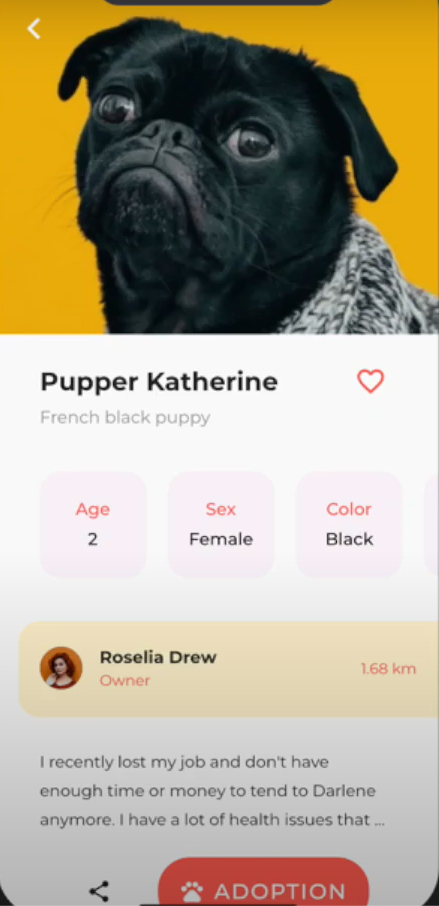 Pupper Katherine
French black puppy
Age
2
Sex
Female
Color
Black
Roselia Drew
Owner
1.68 km
I recently lost my job and don't have
enough time or money to tend to Darlene
anymore. I have a lot of health issues that ...
ADOPTION